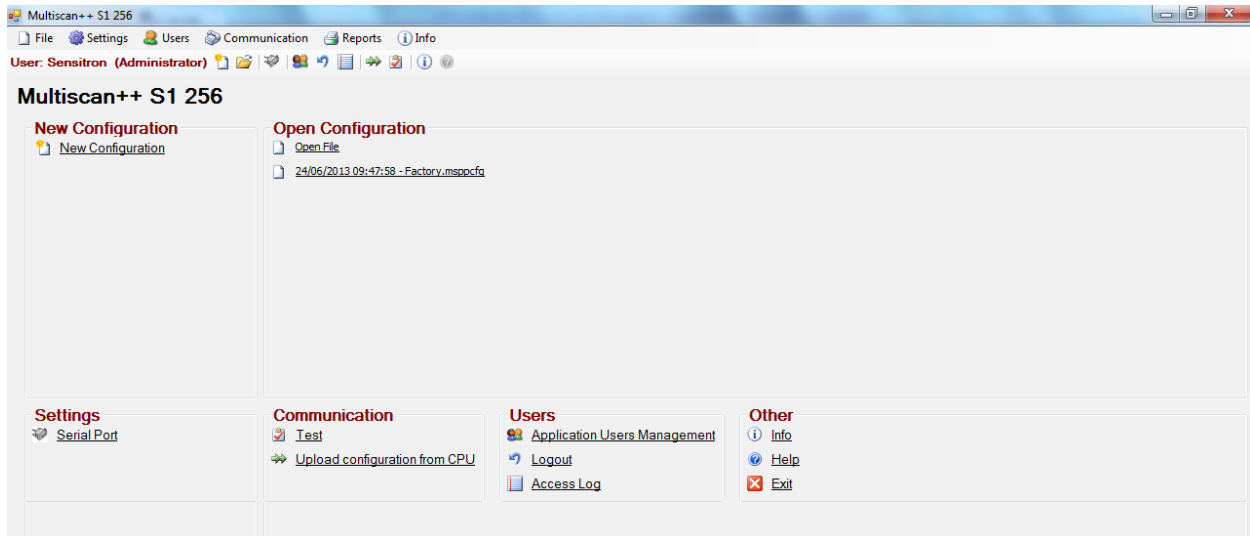 Multiscan++ S1 256
File Settings Users Communication Reports Info
User: Sensitron (Administrator)
Multiscan++ S1 256
New Configuration
New Configuration
Open Configuration
Open File
24/06/2013 09:47:58 - Factory.msppcfg
Settings
Serial Port
Communication
Test
Upload configuration from CPU
Users
Application Users Management
Logout
Access Log
Other
Info
Help
Exit